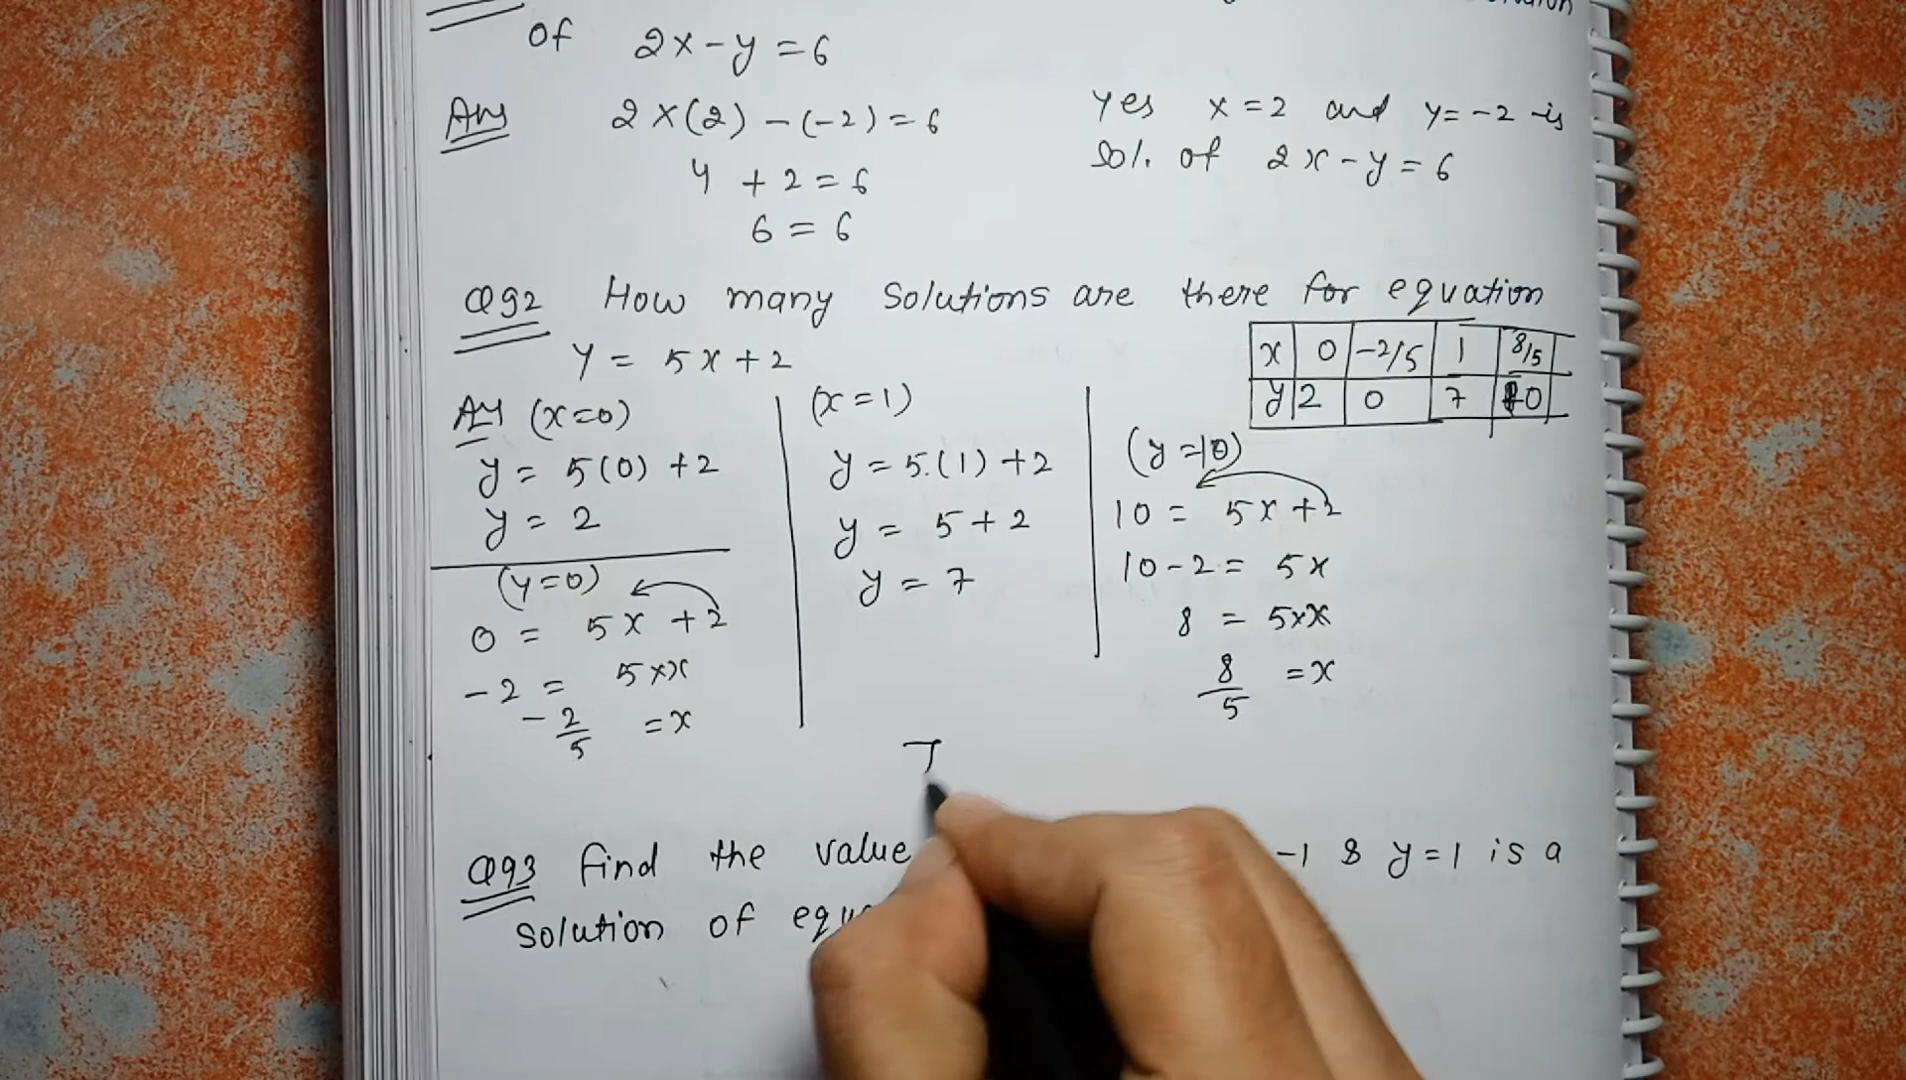 of 2x-y=6
Ans 2×(2)-(-2)=6
4+2=6
6=6
Yes x=2 and y=-2 is
Sol. of 2x-y=6
Q92 How many Solutions are there for equation
Y = 5x+2
x 0 -2/5 1 8/5
y 2 0 7 10
Ans (x=0)
y = 5(0)+2
y = 2
(y=0)
0 = 5x+2
-2 = 5×x
-2/5 = x
(x=1)
y = 5.(1)+2
y = 5+2
y = 7
(y=10)
10 = 5x+2
10-2 = 5x
8 = 5×x
8/5 = x
T
Q93 Find the value -1 & y=1 is a
Solution of